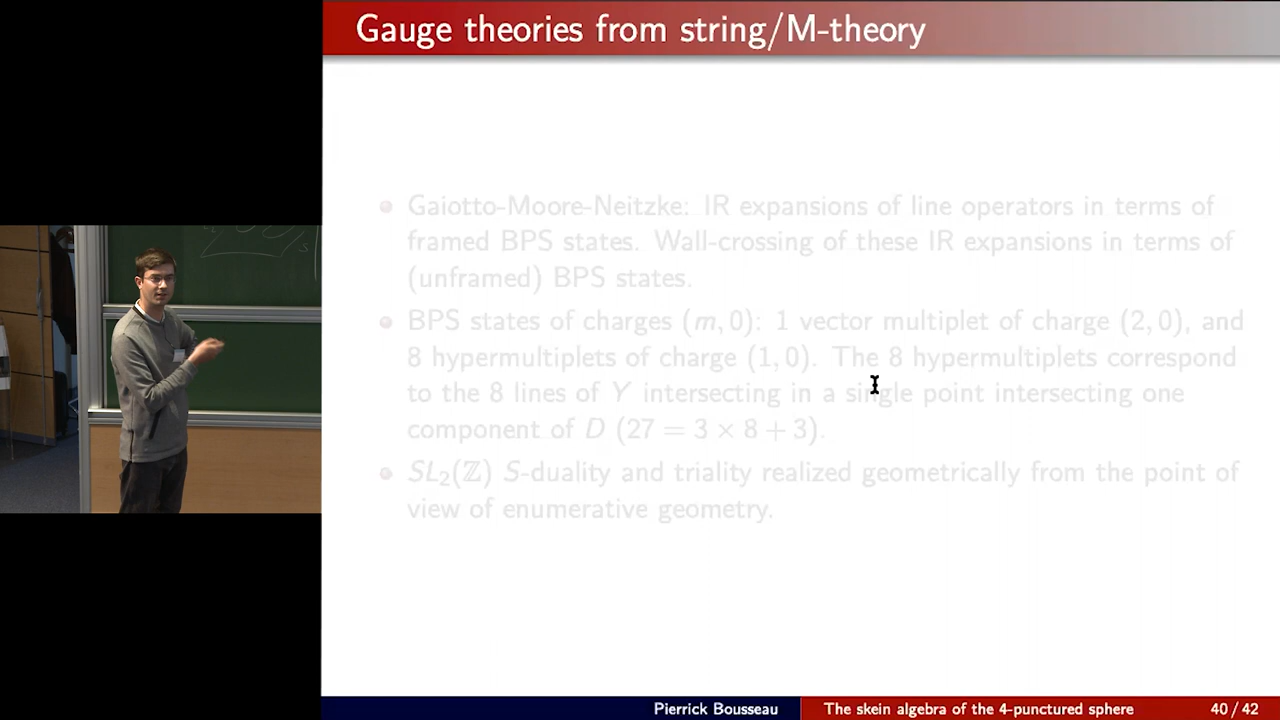 Gauge theories from string/M-theory
Gaiotto-Moore-Neitzke: IR expansions of line operators in terms of
framed BPS states. Wall-crossing of these IR expansions in terms of
(unframed) BPS states.
BPS states of charges (m, 0): 1 vector multiplet of charge (2, 0), and
8 hypermultiplets of charge (1, 0). The 8 hypermultiplets correspond
to the 8 lines of Y intersecting in a single point intersecting one
component of D (27 = 3 × 8 + 3).
SL₂(ℤ) S-duality and triality realized geometrically from the point of
view of enumerative geometry.
Pierrick Bousseau
The skein algebra of the 4-punctured sphere
40 / 42